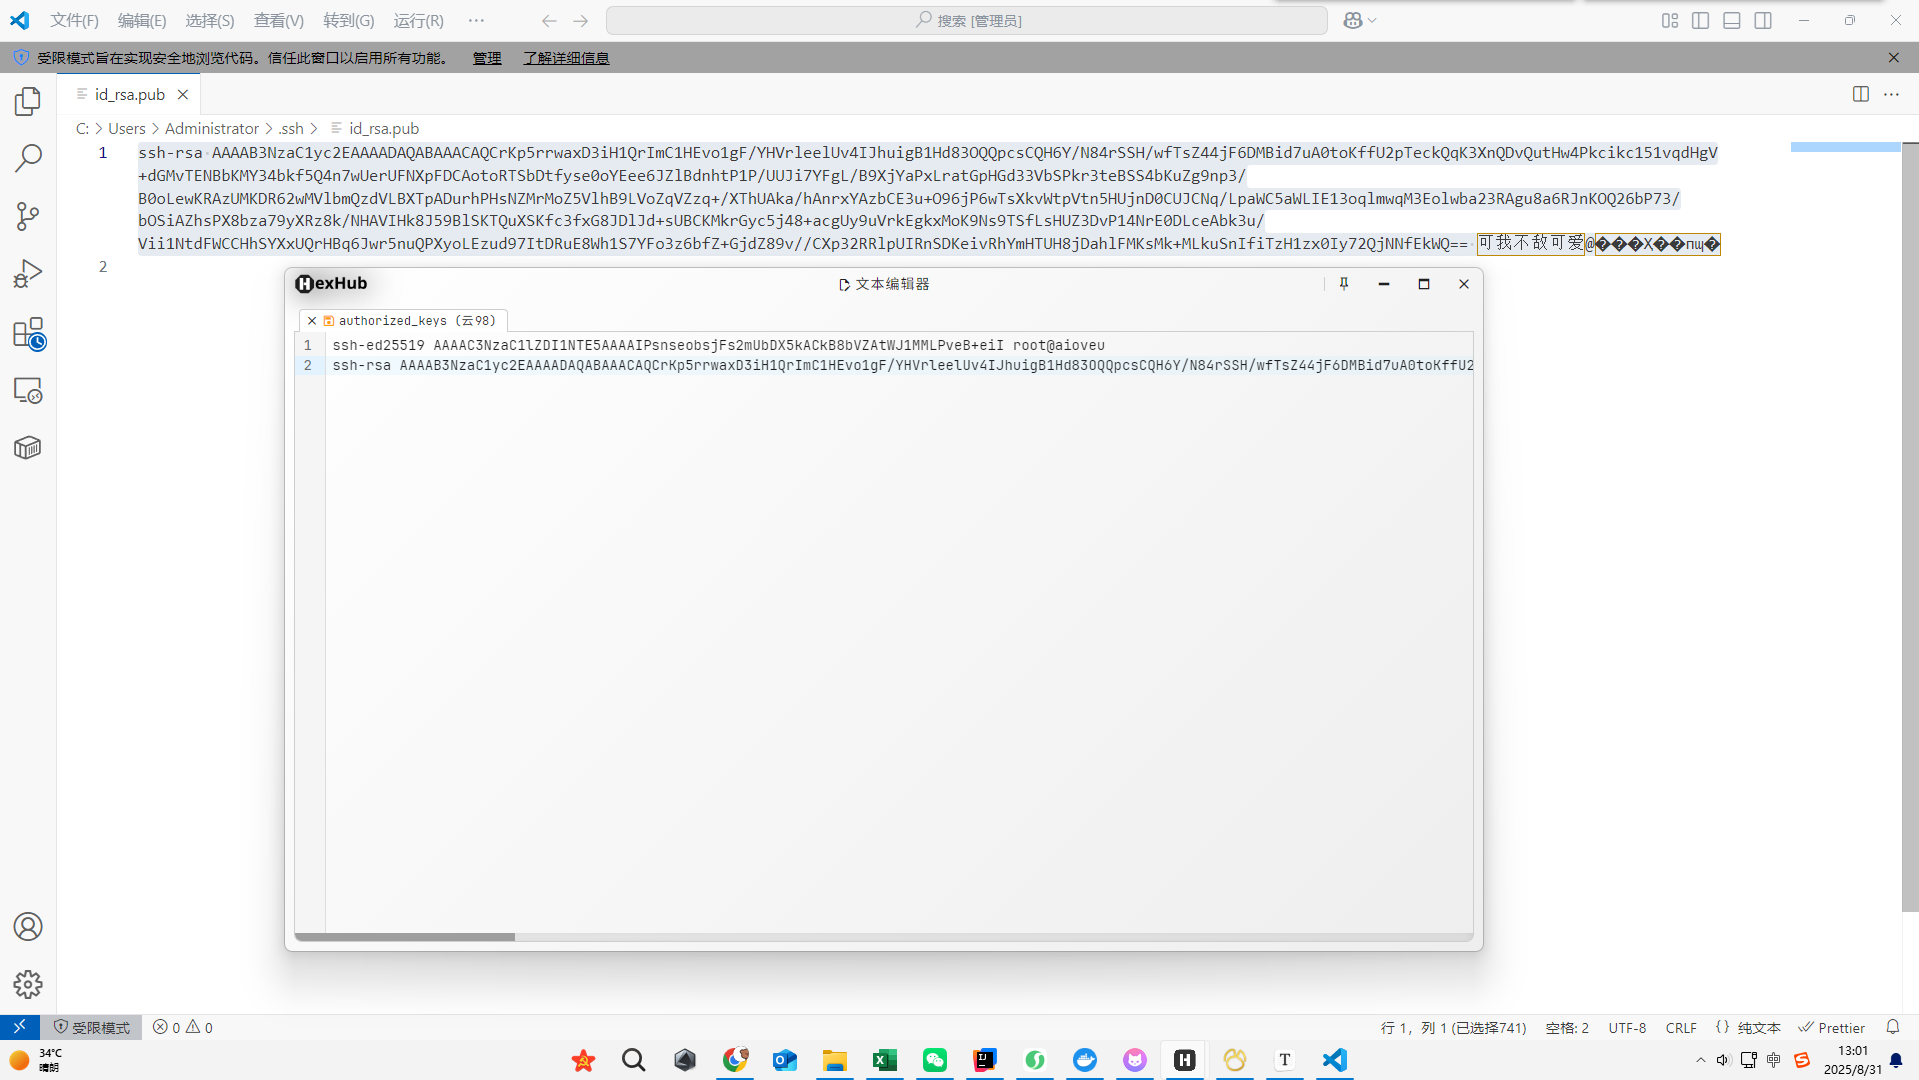 文件(F) 编辑(E) 选择(S) 查看(V) 转到(G) 运行(R) ··· 搜索 [管理员]
受限模式旨在实现安全地浏览代码。信任此窗口以启用所有功能。 管理 了解详细信息
id_rsa.pub
C: > Users > Administrator > .ssh > id_rsa.pub
1 ssh-rsa AAAAB3NzaC1yc2EAAAADAQABAAACAQCrKp5rrwaxD3iH1QrImC1HEvo1gF/YHVrleelUv4IJhuigB1Hd83OQQpcsCQH6Y/N84rSSH/wfTsZ44jF6DMBid7uA0toKffU2pTeckQqK3XnQDvQutHw4Pkcikc151vqdHgV
+dGMvTENBbKMY34bkf5Q4n7wUerUFNXpFDCAotoRTSbDtfyse0oYEee6JZlBdnhtP1P/UUJi7YFgL/B9XjYaPxLratGpHGd33VbSPkr3teBSS4bKuZg9np3/
B0oLewKRAzUMKDR62wMVlbmQzdVLBXTpADurhPHsNZMrMoZ5VlhB9LVoZqVZzq+/XThUAka/hAnrxYAzbCE3u+O96jP6wTsXkvWtpVtn5HUjnD0CUJCNq/LpaWC5aWLIE13oqlmwqM3Eolwba23RAgu8a6RJnKOQ26bP73/
bOSiAZhsPX8bza79yXRz8k/NHAVIHk8J59BlSKTQuXSKfc3fxG8JDlJd+sUBCKMkrGyc5j48+acgUy9uVrkEgkxMoK9Ns9TSfLsHUZ3DvP14NrE0DLceAbk3u/
Vii1NtdFWCCHhSYXxUQrHBq6Jwr5nuQPXyoLEzud97ItDRuE8Wh1S7YFo3z6bfZ+GjdZ89v//CXp32RRlpUIRnSDKeivRhYmHTUH8jDahlFMKsMk+MLkuSnIfiTzH1zx0Iy72QjNNfEkWQ== 可我不敌可爱@���Ҳ��пщ�
2
HexHub 文本编辑器
authorized_keys (云98)
1 ssh-ed25519 AAAAC3NzaC1lZDI1NTE5AAAAIPsnseobsjFs2mUbDX5kACkB8bVZAtWJ1MMLPveB+eiI root@aioveu
2 ssh-rsa AAAAB3NzaC1yc2EAAAADAQABAAACAQCrKp5rrwaxD3iH1QrImC1HEvo1gF/YHVrleelUv4IJhuigB1Hd83OQQpcsCQH6Y/N84rSSH/wfTsZ44jF6DMBid7uA0toKffU2
受限模式 0 0 行 1，列 1 (已选择741) 空格: 2 UTF-8 CRLF {} 纯文本 Prettier
34°C
晴朗
中
13:01
2025/8/31